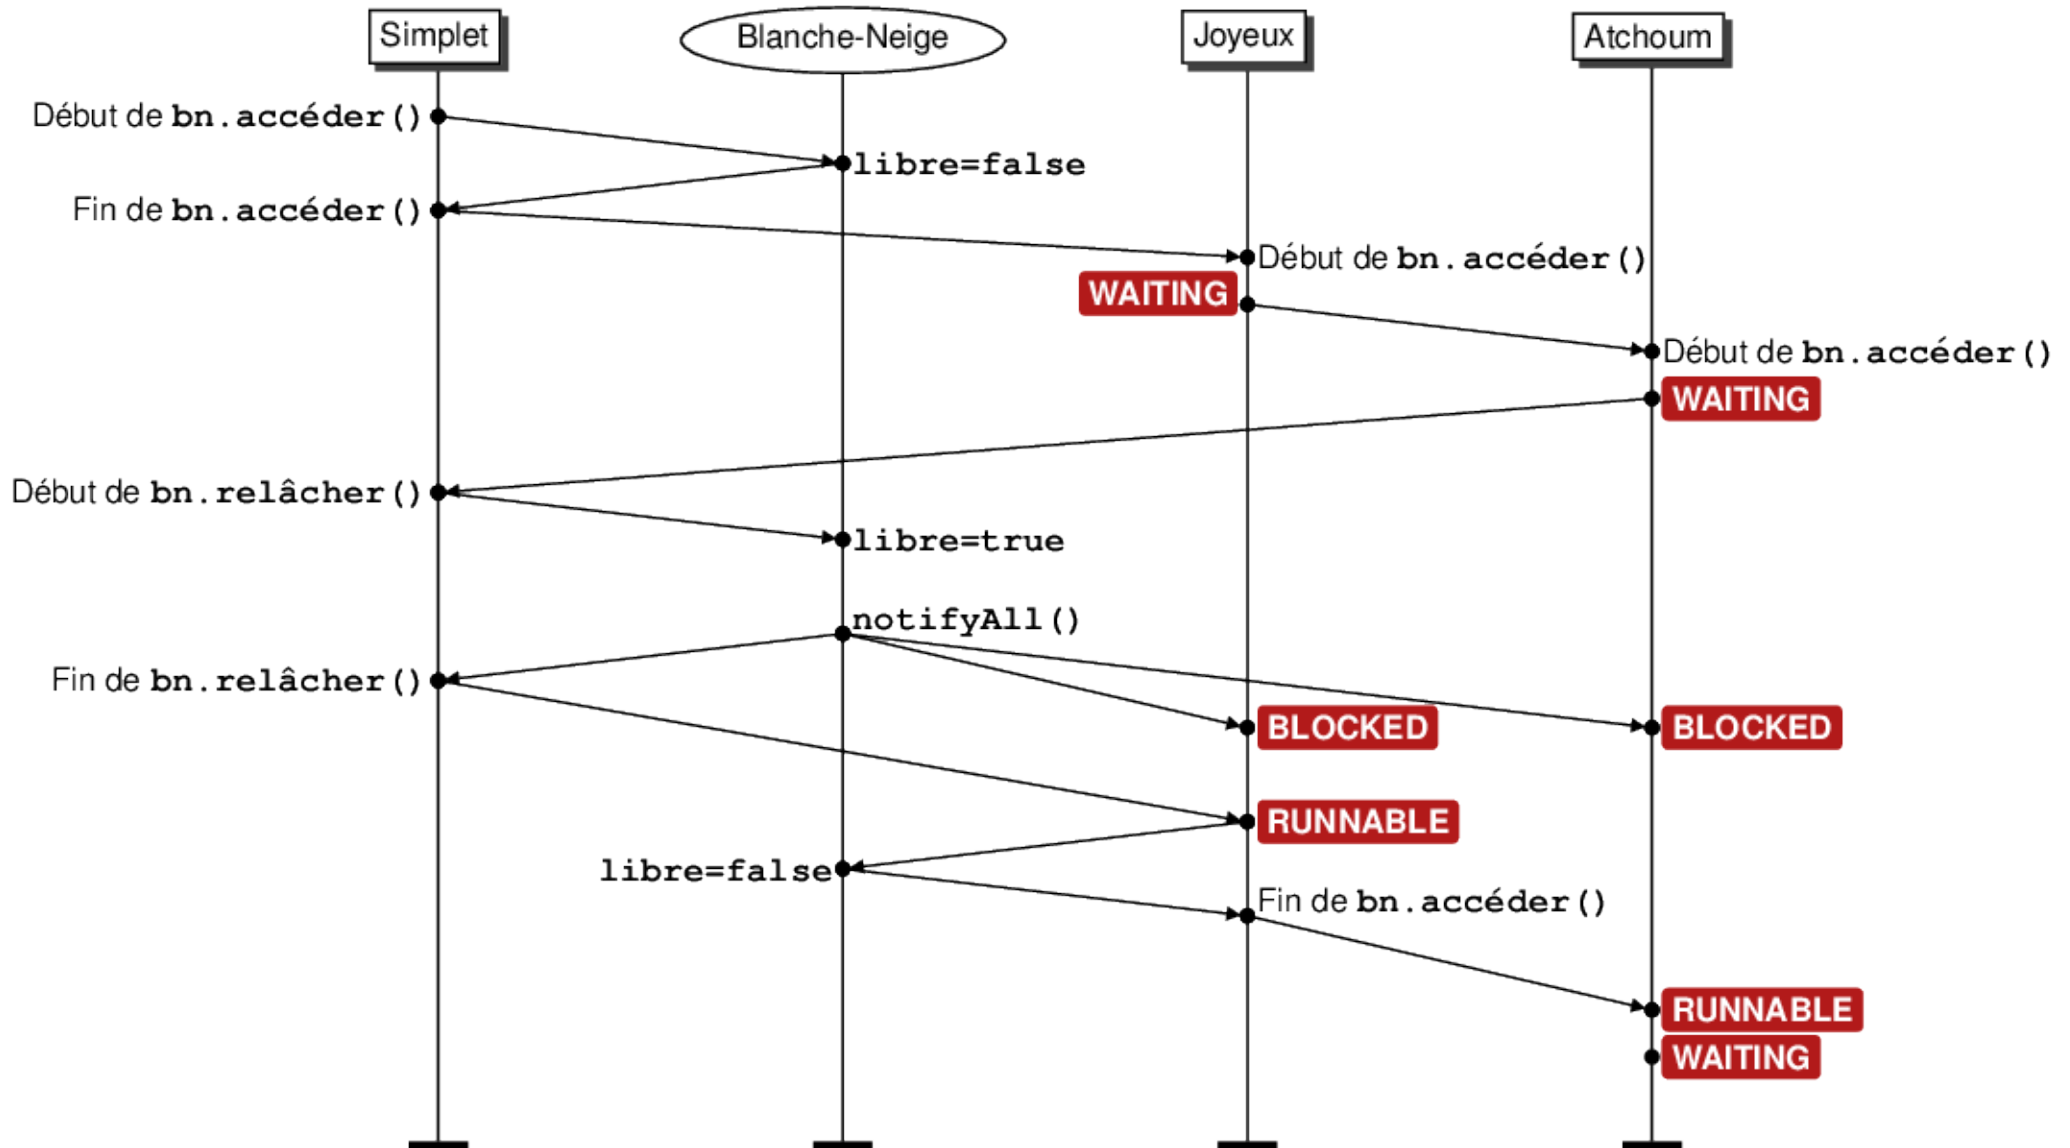 Simplet
Blanche-Neige
Joyeux
Atchoum
Début de bn.accéder()
libre=false
Fin de bn.accéder()
Début de bn.accéder()
WAITING
Début de bn.accéder()
WAITING
Début de bn.relâcher()
libre=true
notifyAll()
Fin de bn.relâcher()
BLOCKED
BLOCKED
RUNNABLE
libre=false
Fin de bn.accéder()
RUNNABLE
WAITING